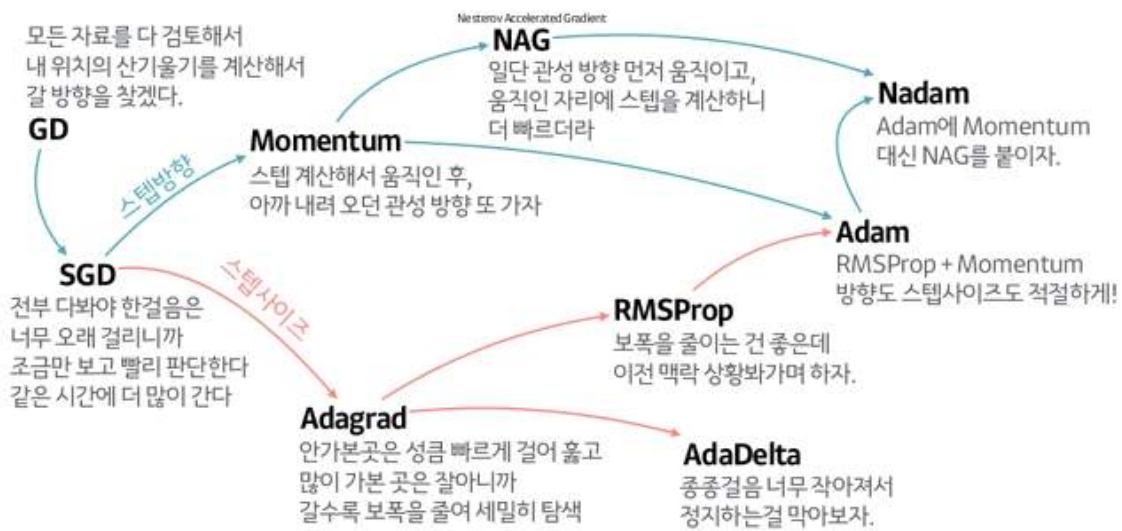 모든 자료를 다 검토해서
내 위치의 산기울기를 계산해서
갈 방향을 찾겠다.
GD
Nesterov Accelerated Gradient
NAG
일단 관성 방향 먼저 움직이고,
움직인 자리에 스텝을 계산하니
더 빠르더라
Nadam
Adam에 Momentum
대신 NAG를 붙이자.
Momentum
스텝 계산해서 움직인 후,
아까 내려 오던 관성 방향 또 가자
스텝방향
SGD
전부 다봐야 한걸음은
너무 오래 걸리니까
조금만 보고 빨리 판단한다
같은 시간에 더 많이 간다
스텝사이즈
Adam
RMSProp + Momentum
방향도 스텝사이즈도 적절하게!
RMSProp
보폭을 줄이는 건 좋은데
이전 맥락 상황봐가며 하자.
Adagrad
안가본곳은 성큼 빠르게 걸어 훑고
많이 가본 곳은 잘아니까
갈수록 보폭을 줄여 세밀히 탐색
AdaDelta
종종걸음 너무 작아져서
정지하는걸 막아보자.